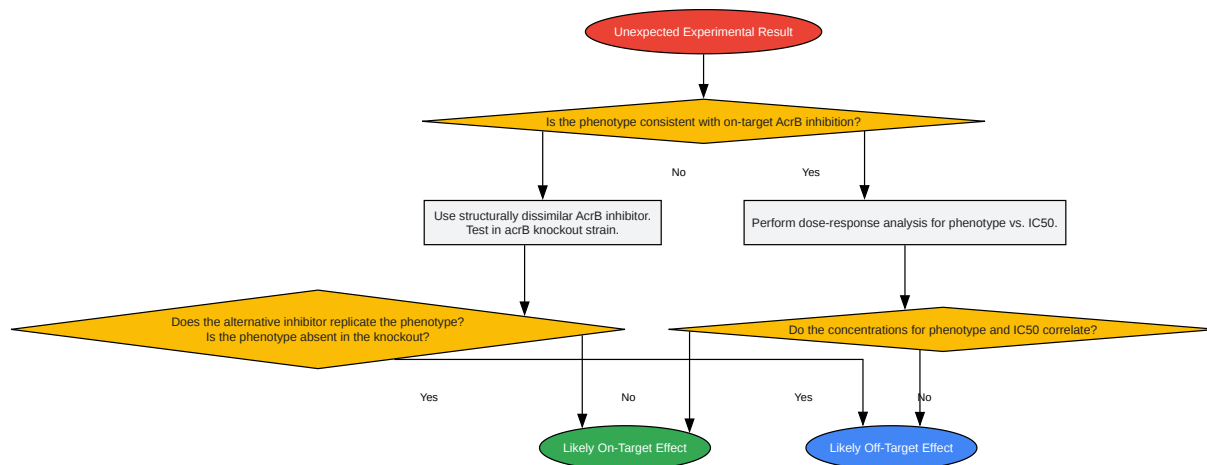 Unexpected Experimental Result
Is the phenotype consistent with on-target AcrB inhibition?
No
Yes
Use structurally dissimilar AcrB inhibitor.
Test in acrB knockout strain.
Perform dose-response analysis for phenotype vs. IC50.
Does the alternative inhibitor replicate the phenotype?
Is the phenotype absent in the knockout?
Do the concentrations for phenotype and IC50 correlate?
Yes
No
Yes
No
Likely On-Target Effect
Likely Off-Target Effect